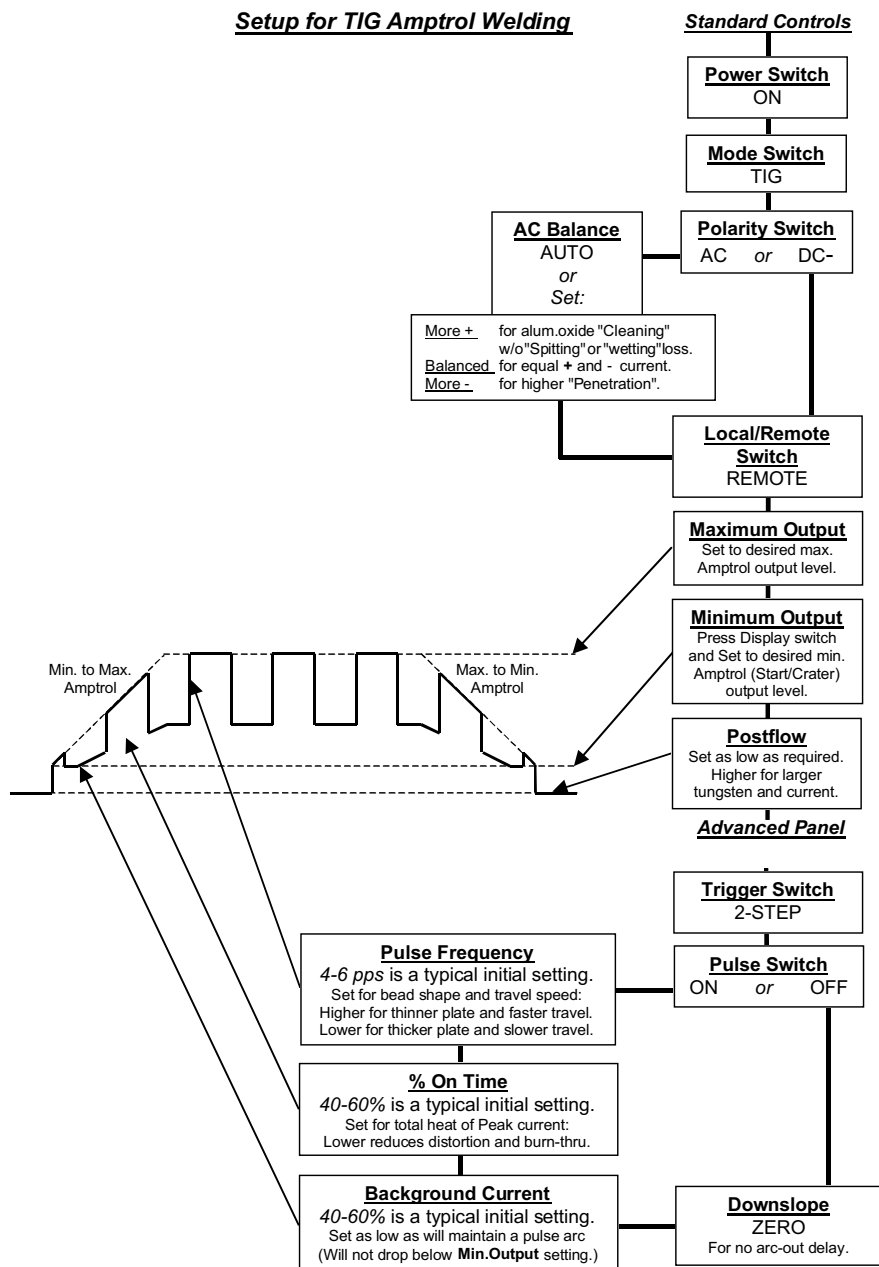 Setup for TIG Amptrol Welding
Standard Controls
Power Switch
ON
Mode Switch
TIG
Polarity Switch
AC or DC-
AC Balance
AUTO
or
Set:
More + for alum.oxide "Cleaning"
w/o"Spitting" or "wetting"loss.
Balanced for equal + and - current.
More - for higher "Penetration".
Local/Remote
Switch
REMOTE
Maximum Output
Set to desired max.
Amptrol output level.
Minimum Output
Press Display switch
and Set to desired min.
Amptrol (Start/Crater)
output level.
Min. to Max.
Amptrol
Max. to Min.
Amptrol
Postflow
Set as low as required.
Higher for larger
tungsten and current.
Advanced Panel
Trigger Switch
2-STEP
Pulse Switch
ON or OFF
Pulse Frequency
4-6 pps is a typical initial setting.
Set for bead shape and travel speed:
Higher for thinner plate and faster travel.
Lower for thicker plate and slower travel.
% On Time
40-60% is a typical initial setting.
Set for total heat of Peak current:
Lower reduces distortion and burn-thru.
Background Current
40-60% is a typical initial setting.
Set as low as will maintain a pulse arc
(Will not drop below Min.Output setting.)
Downslope
ZERO
For no arc-out delay.